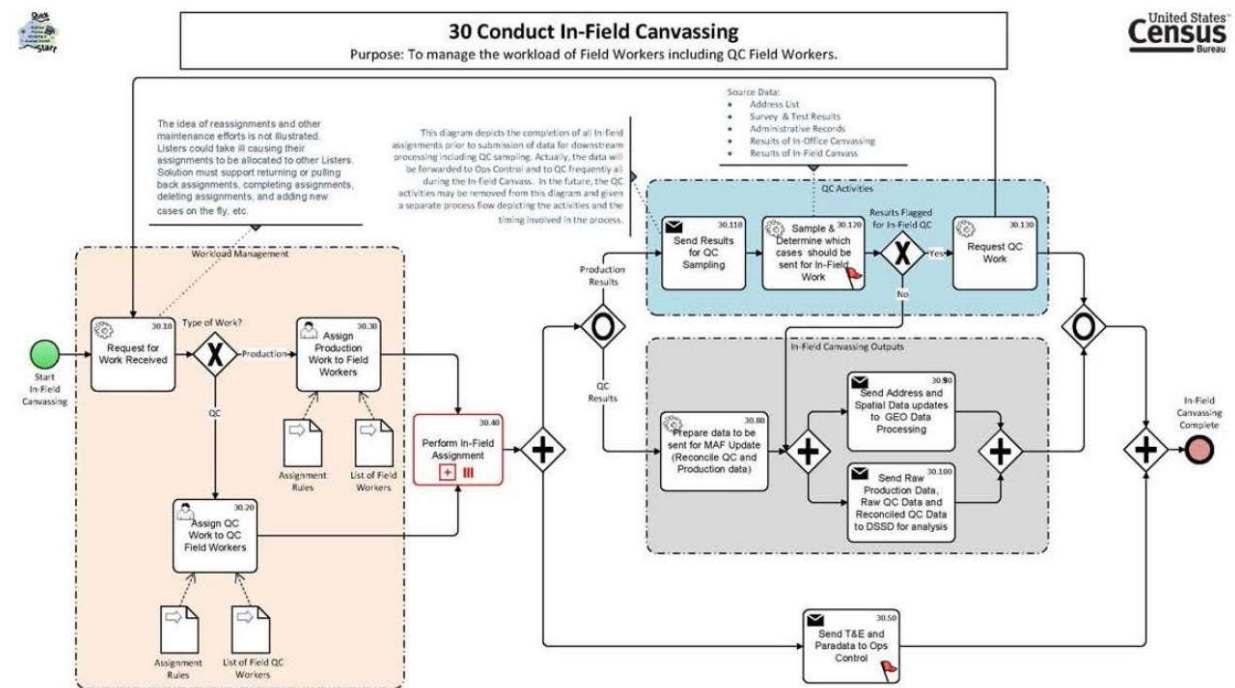 Quick
Start
30 Conduct In-Field Canvassing
Purpose: To manage the workload of Field Workers including QC Field Workers.
United States
Census
Bureau
The idea of reassignments and other
maintenance efforts is not illustrated.
Listers could take ill causing their
assignments to be allocated to other Listers.
Solution must support returning or pulling
back assignments, completing assignments,
deleting assignments, and adding new
cases on the fly, etc.
This diagram depicts the completion of all In-field
assignments prior to submission of data for downstream
processing including QC sampling. Actually, the data will
be forwarded to Ops Control and to QC frequently all
during the In-field Canvass. In the future, the QC
activities may be removed from this diagram and given
a separate process flow depicting the activities and the
timing involved in the process.
Source Data:
• Address List
• Survey & Test Results
• Administrative Records
• Results of In-Office Canvassing
• Results of In-Field Canvass
QC Activities
30.110
Send Results
for QC
Sampling
30.120
Sample &
Determine which
cases should be
sent for In-Field
Work
Results Flagged
for In-Field QC
X
Yes
No
30.130
Request QC
Work
Workload Management
Start
In-Field
Canvassing
30.10
Request for
Work Received
Type of Work?
X
Production
QC
30.30
Assign
Production
Work to Field
Workers
Assignment
Rules
List of Field
Workers
30.20
Assign QC
Work to QC
Field Workers
Assignment
Rules
List of Field QC
Workers
30.40
Perform In-Field
Assignment
Production
Results
QC
Results
In-Field Canvassing Outputs
30.80
Prepare data to be
sent for MAF Update
(Reconcile QC and
Production data)
30.90
Send Address and
Spatial Data updates
to GEO Data
Processing
30.100
Send Raw
Production Data,
Raw QC Data and
Reconciled QC Data
to DSSD for analysis
30.50
Send T&E and
Paradata to Ops
Control
In-Field
Canvassing
Complete